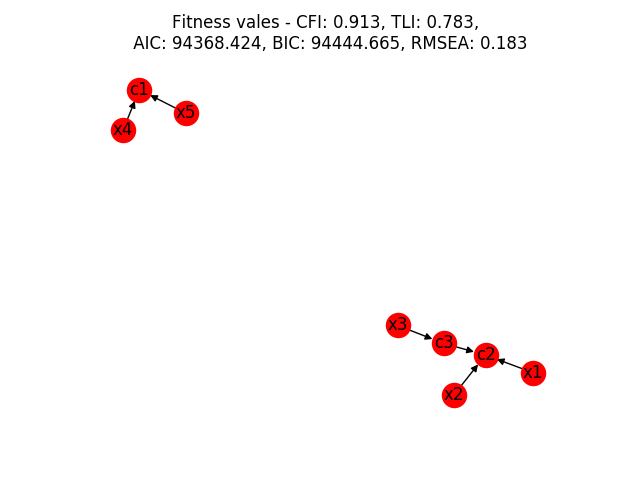 Fitness vales - CFI: 0.913, TLI: 0.783,
AIC: 94368.424, BIC: 94444.665, RMSEA: 0.183
c1
x5
x4
x3
c3
c2
x1
x2